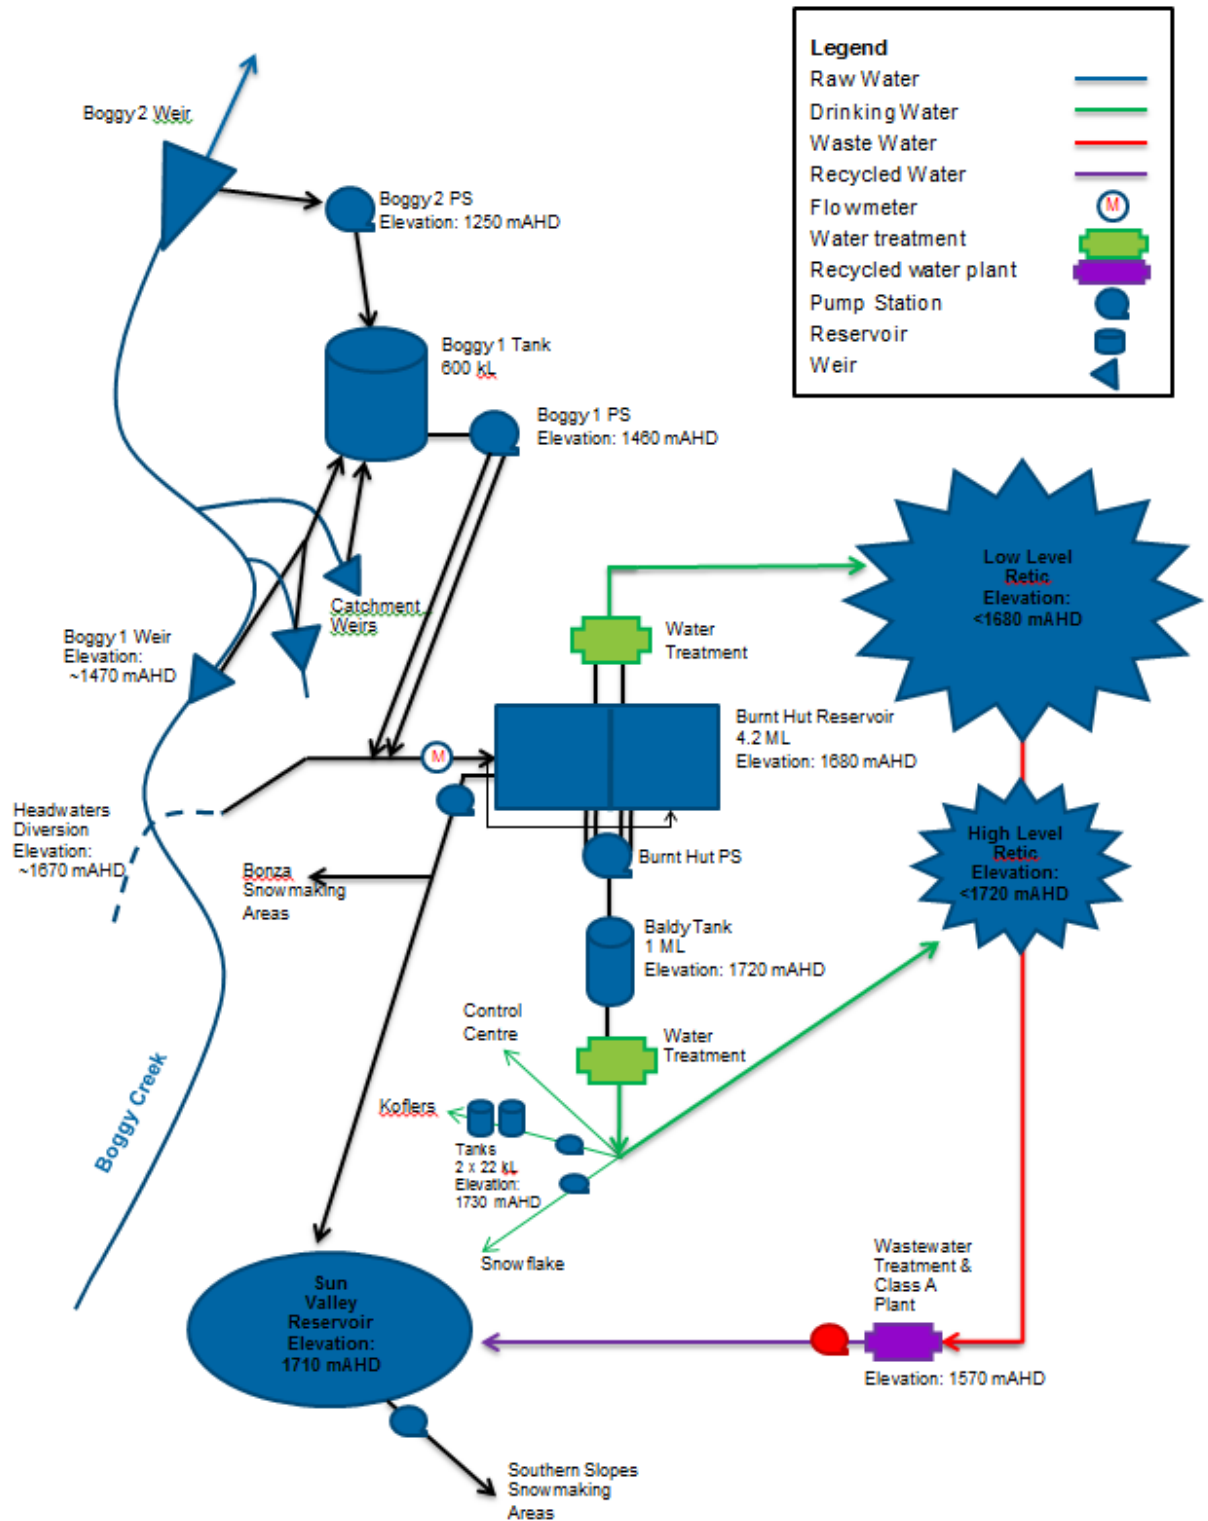 Legend
Raw Water
Drinking Water
Waste Water
Recycled Water
Flowmeter
M
Water treatment
Recycled water plant
Pump Station
Reservoir
Weir
Boggy 2 Weir
Boggy 2 PS
Elevation: 1250 mAHD
Boggy 1 Tank
600 kL
Boggy 1 PS
Elevation: 1460 mAHD
Low Level
Retic
Elevation:
<1680 mAHD
Catchment
Weirs
Boggy 1 Weir
Elevation:
~1470 mAHD
Water
Treatment
Burnt Hut Reservoir
4.2 ML
Elevation: 1680 mAHD
M
Headwaters
Diversion
Elevation:
~1670 mAHD
High Level
Retic
Elevation:
<1720 mAHD
Burnt Hut PS
Bonza
Snowmaking
Areas
Baldy Tank
1 ML
Elevation: 1720 mAHD
Control
Centre
Water
Treatment
Boggy Creek
Koflers
Tanks
2 x 22 kL
Elevation:
1730 mAHD
Snowflake
Wastewater
Treatment &
Class A
Plant
Elevation: 1570 mAHD
Sun
Valley
Reservoir
Elevation:
1710 mAHD
Southern Slopes
Snowmaking
Areas